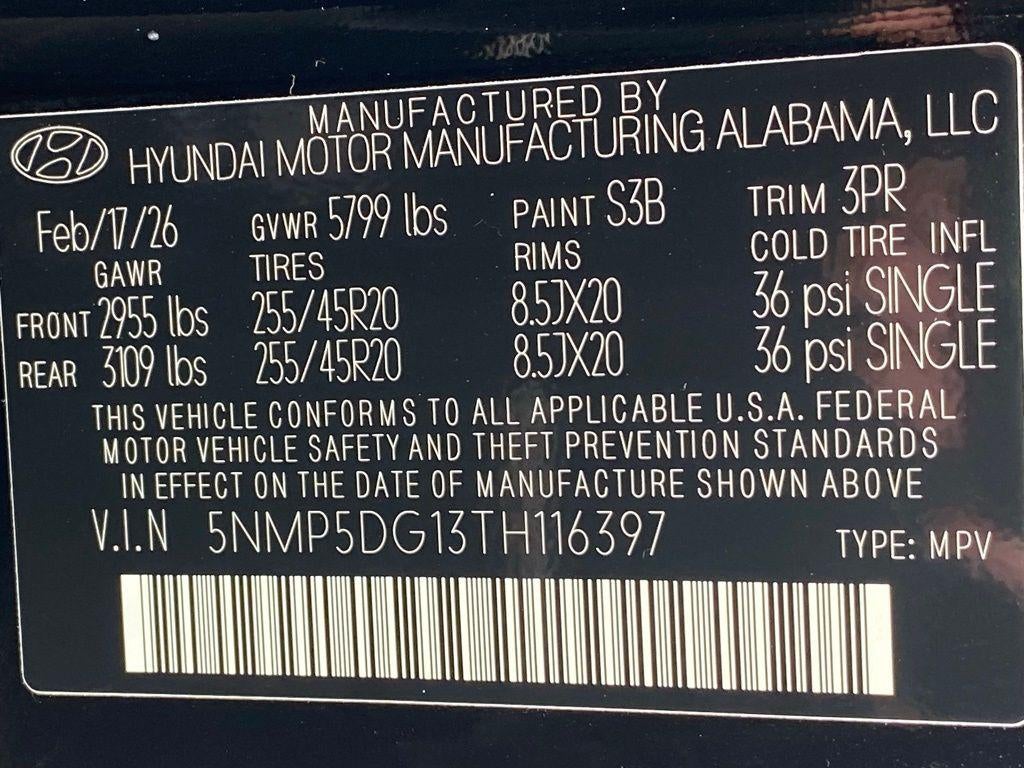 MANUFACTURED BY
HYUNDAI MOTOR MANUFACTURING ALABAMA, LLC
Feb/17/26 GVWR 5799 lbs PAINT S3B TRIM 3PR
GAWR TIRES RIMS COLD TIRE INFL
FRONT 2955 lbs 255/45R20 8.5JX20 36 psi SINGLE
REAR 3109 lbs 255/45R20 8.5JX20 36 psi SINGLE
THIS VEHICLE CONFORMS TO ALL APPLICABLE U.S.A. FEDERAL
MOTOR VEHICLE SAFETY AND THEFT PREVENTION STANDARDS
IN EFFECT ON THE DATE OF MANUFACTURE SHOWN ABOVE
V.I.N 5NMP5DG13TH116397 TYPE: MPV